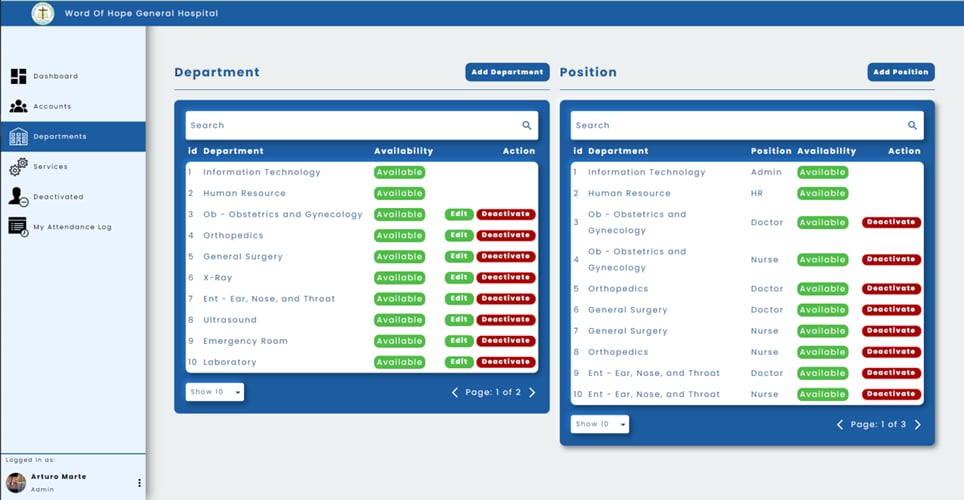 Word Of Hope General Hospital
Dashboard
Accounts
Departments
Services
Deactivated
My Attendance Log
Logged in as:
Arturo Marte
Admin
Department
Add Department
Search
id Department Availability Action
1 Information Technology Available
2 Human Resource Available
3 Ob - Obstetrics and Gynecology Available Edit Deactivate
4 Orthopedics Available Edit Deactivate
5 General Surgery Available Edit Deactivate
6 X-Ray Available Edit Deactivate
7 Ent - Ear, Nose, and Throat Available Edit Deactivate
8 Ultrasound Available Edit Deactivate
9 Emergency Room Available Edit Deactivate
10 Laboratory Available Edit Deactivate
Show 10
Page: 1 of 2
Position
Add Position
Search
id Department Position Availability Action
1 Information Technology Admin Available
2 Human Resource HR Available
3 Ob - Obstetrics and
Gynecology Doctor Available Deactivate
4 Ob - Obstetrics and
Gynecology Nurse Available Deactivate
5 Orthopedics Doctor Available Deactivate
6 General Surgery Doctor Available Deactivate
7 General Surgery Nurse Available Deactivate
8 Orthopedics Nurse Available Deactivate
9 Ent - Ear, Nose, and Throat Doctor Available Deactivate
10 Ent - Ear, Nose, and Throat Nurse Available Deactivate
Show 10
Page: 1 of 3